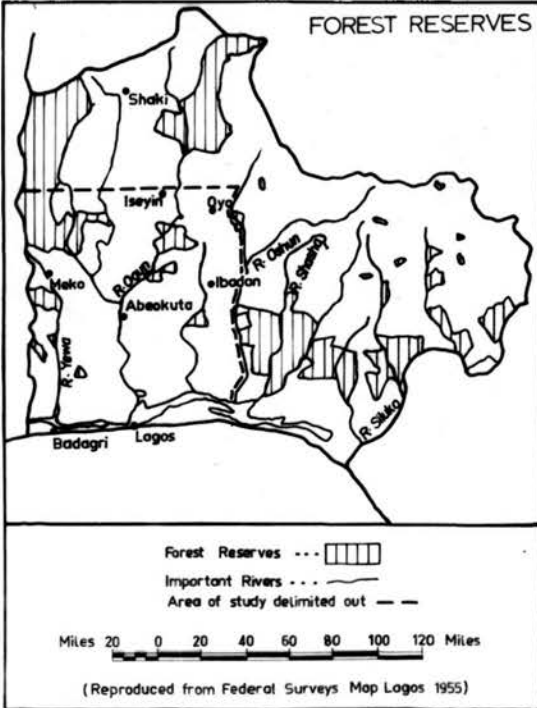 FOREST RESERVES
Shaki
Iseyin
Oyo
R. Oshun
R. Shasha
R. Ogun
Meko
Ibadan
Abeokuta
R. Yewa
R. Siluko
Badagri
Lagos
Forest Reserves ---
Important Rivers ...
Area of study delimited out
Miles 20 0 20 40 60 80 100 120 Miles
(Reproduced from Federal Surveys Map Lagos 1955)